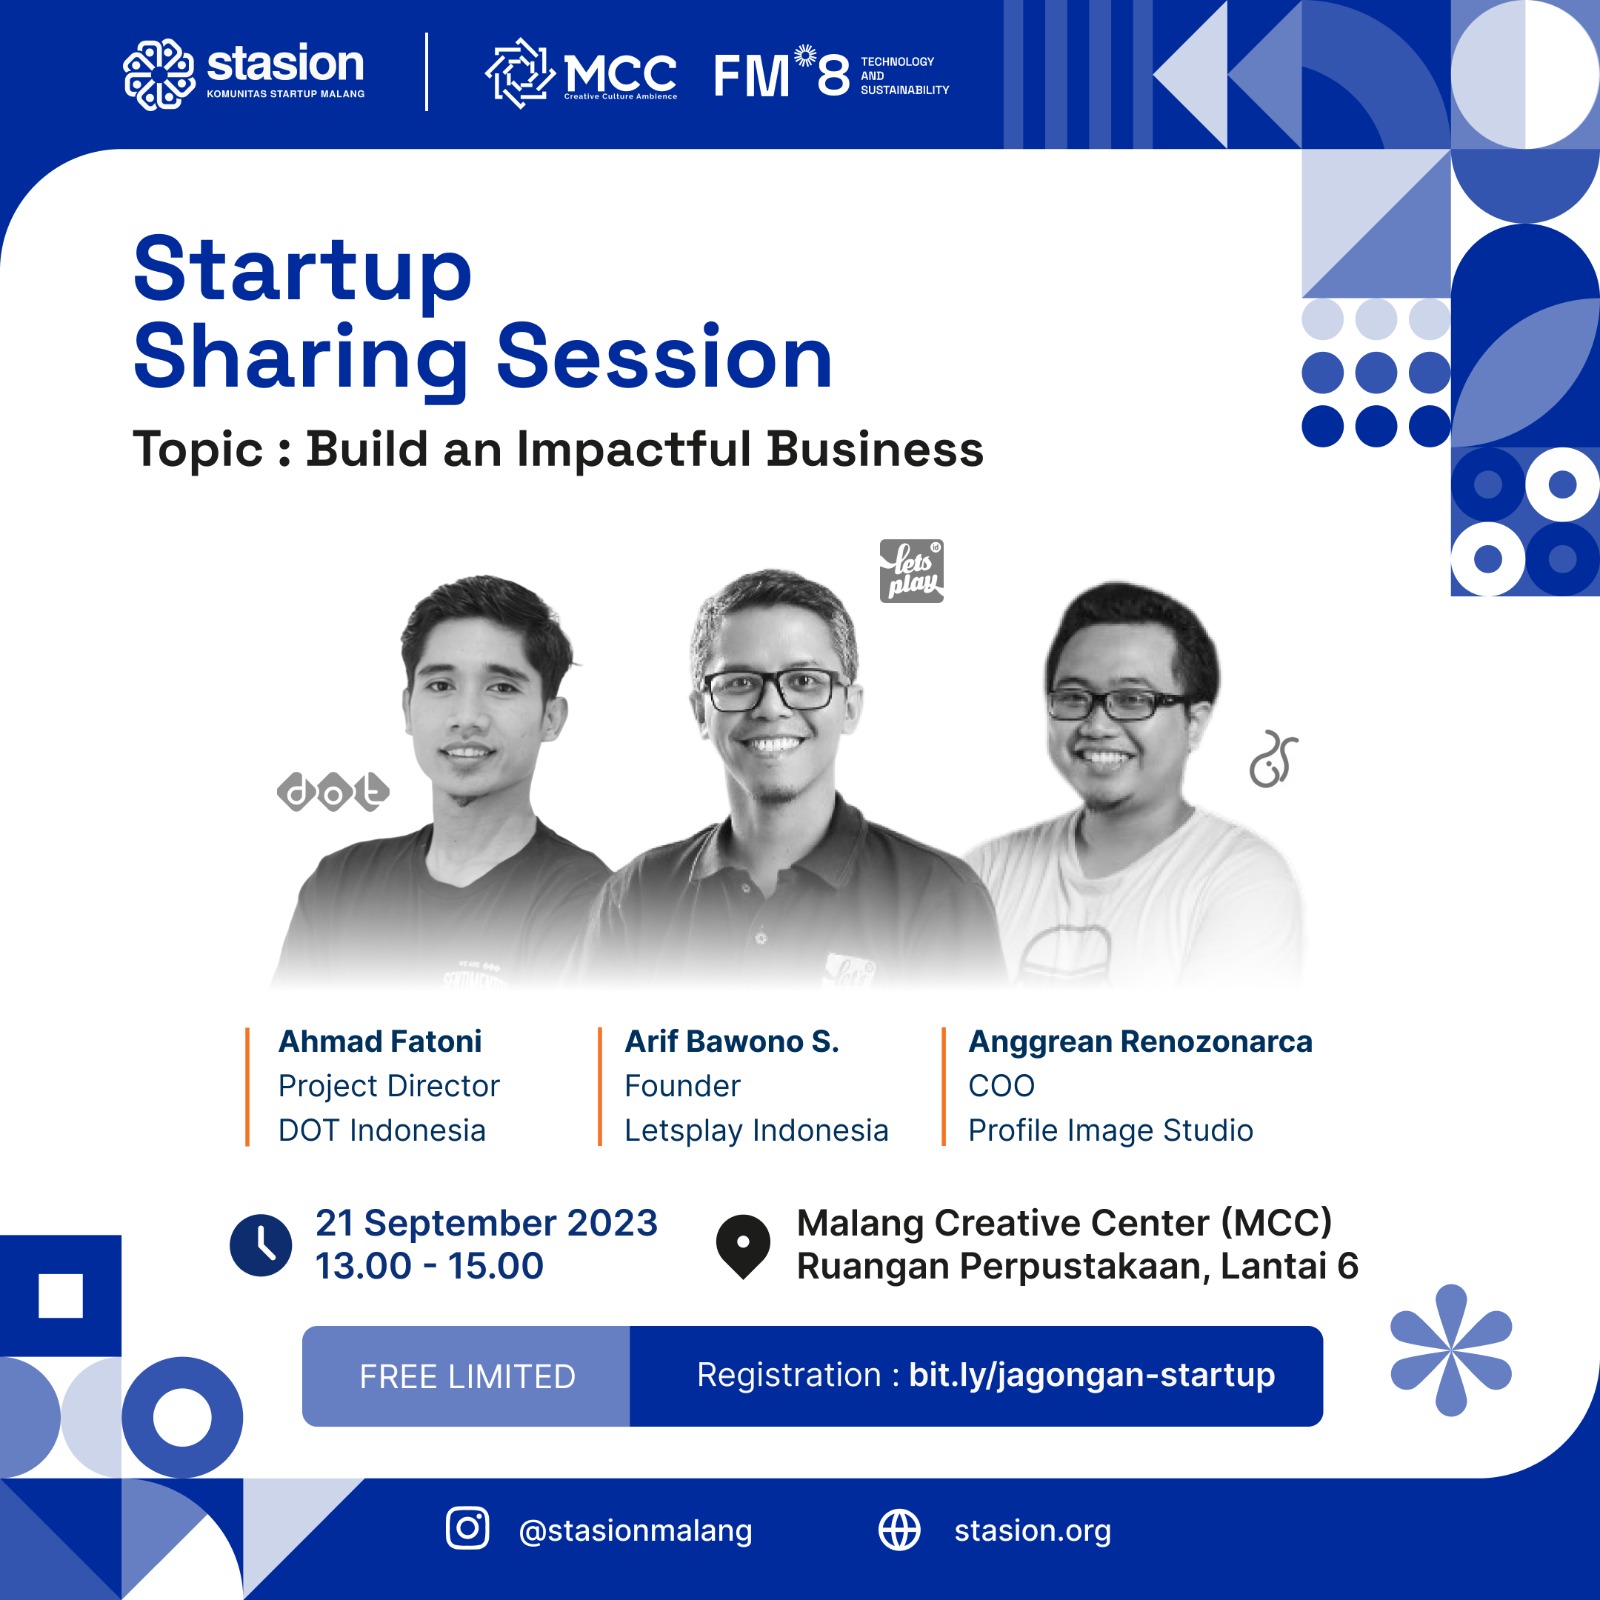 stasion
KOMUNITAS STARTUP MALANG
MCC
Creative Culture Ambience
FM 8
TECHNOLOGY
AND
SUSTAINABILITY
Startup
Sharing Session
Topic : Build an Impactful Business
lets
play
id
dot
Ahmad Fatoni
Project Director
DOT Indonesia
Arif Bawono S.
Founder
Letsplay Indonesia
Anggrean Renozonarca
COO
Profile Image Studio
21 September 2023
13.00 - 15.00
Malang Creative Center (MCC)
Ruangan Perpustakaan, Lantai 6
FREE LIMITED
Registration : bit.ly/jagongan-startup
@stasionmalang
stasion.org